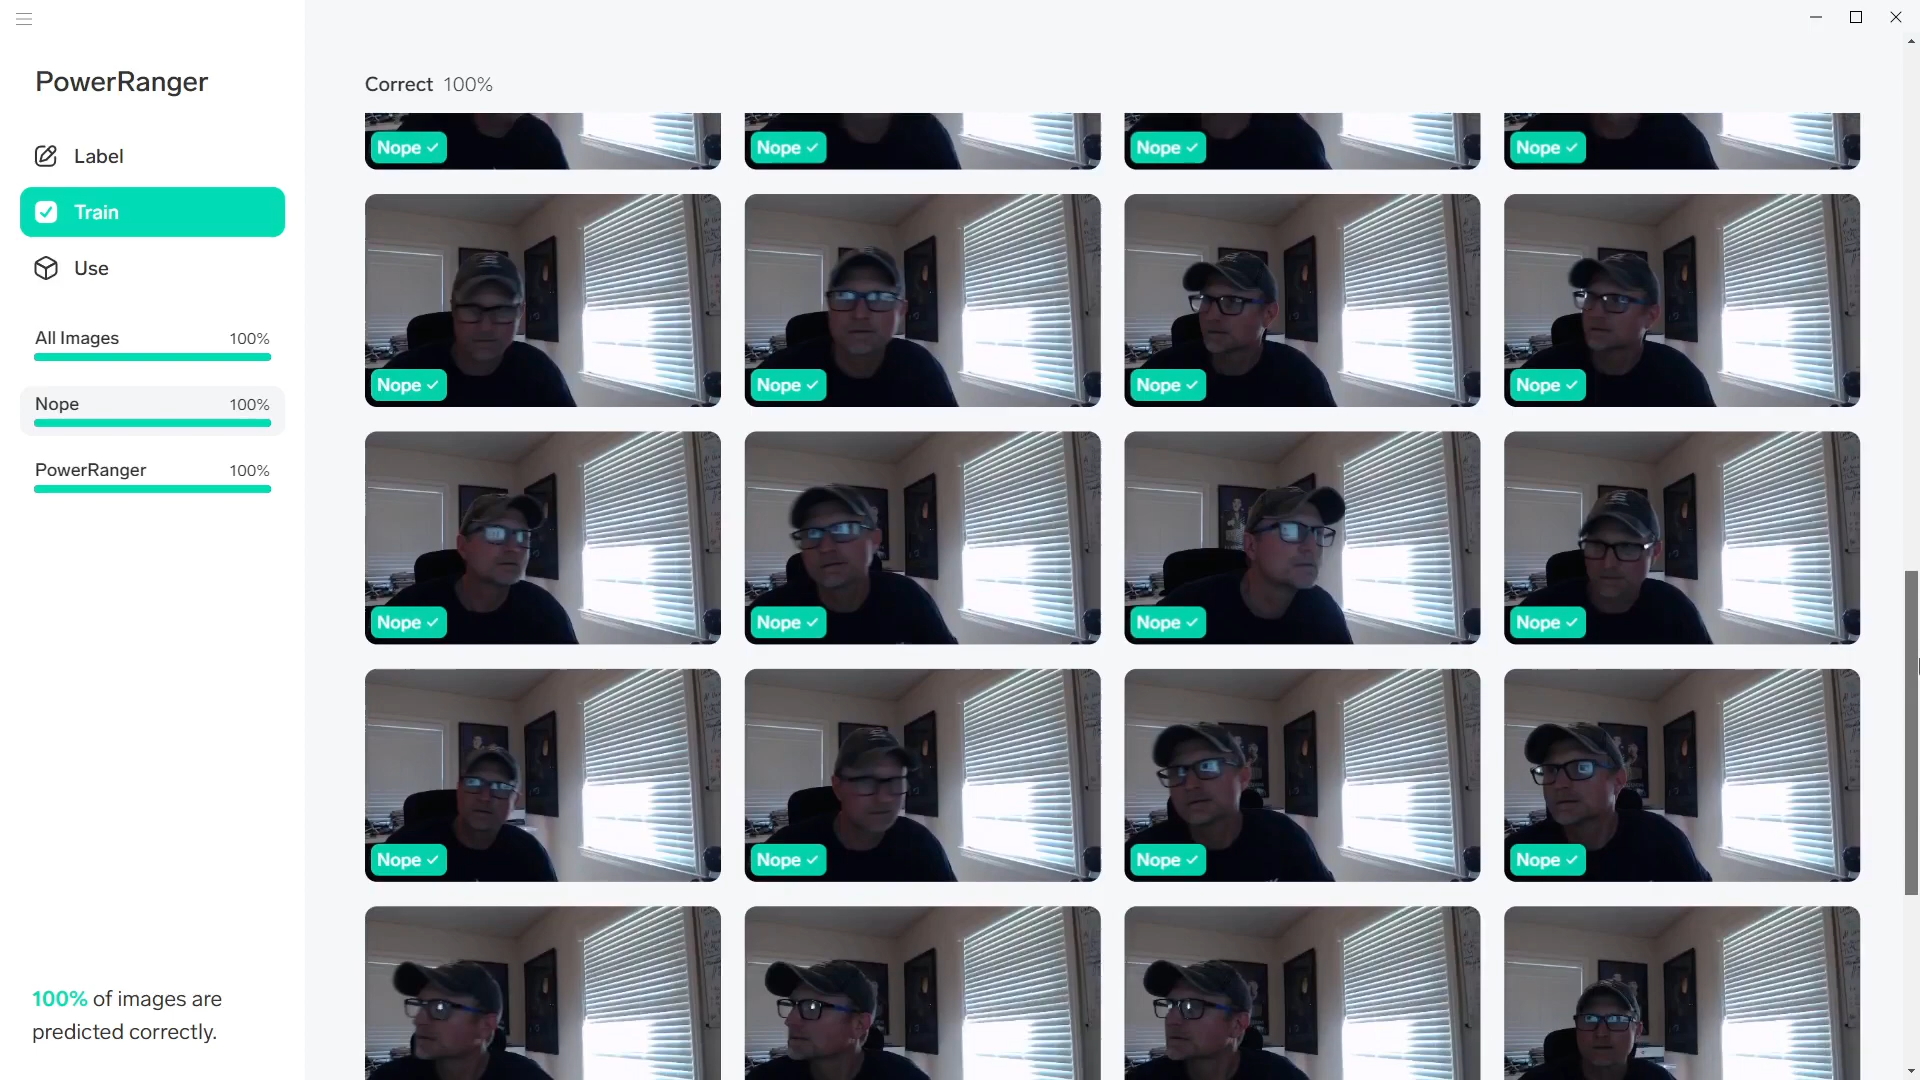 PowerRanger
Label
Train
Use
All Images 100%
Nope 100%
PowerRanger 100%
100% of images are
predicted correctly.
Correct 100%
Nope Nope Nope Nope
Nope Nope Nope Nope
Nope Nope Nope Nope
Nope Nope Nope Nope